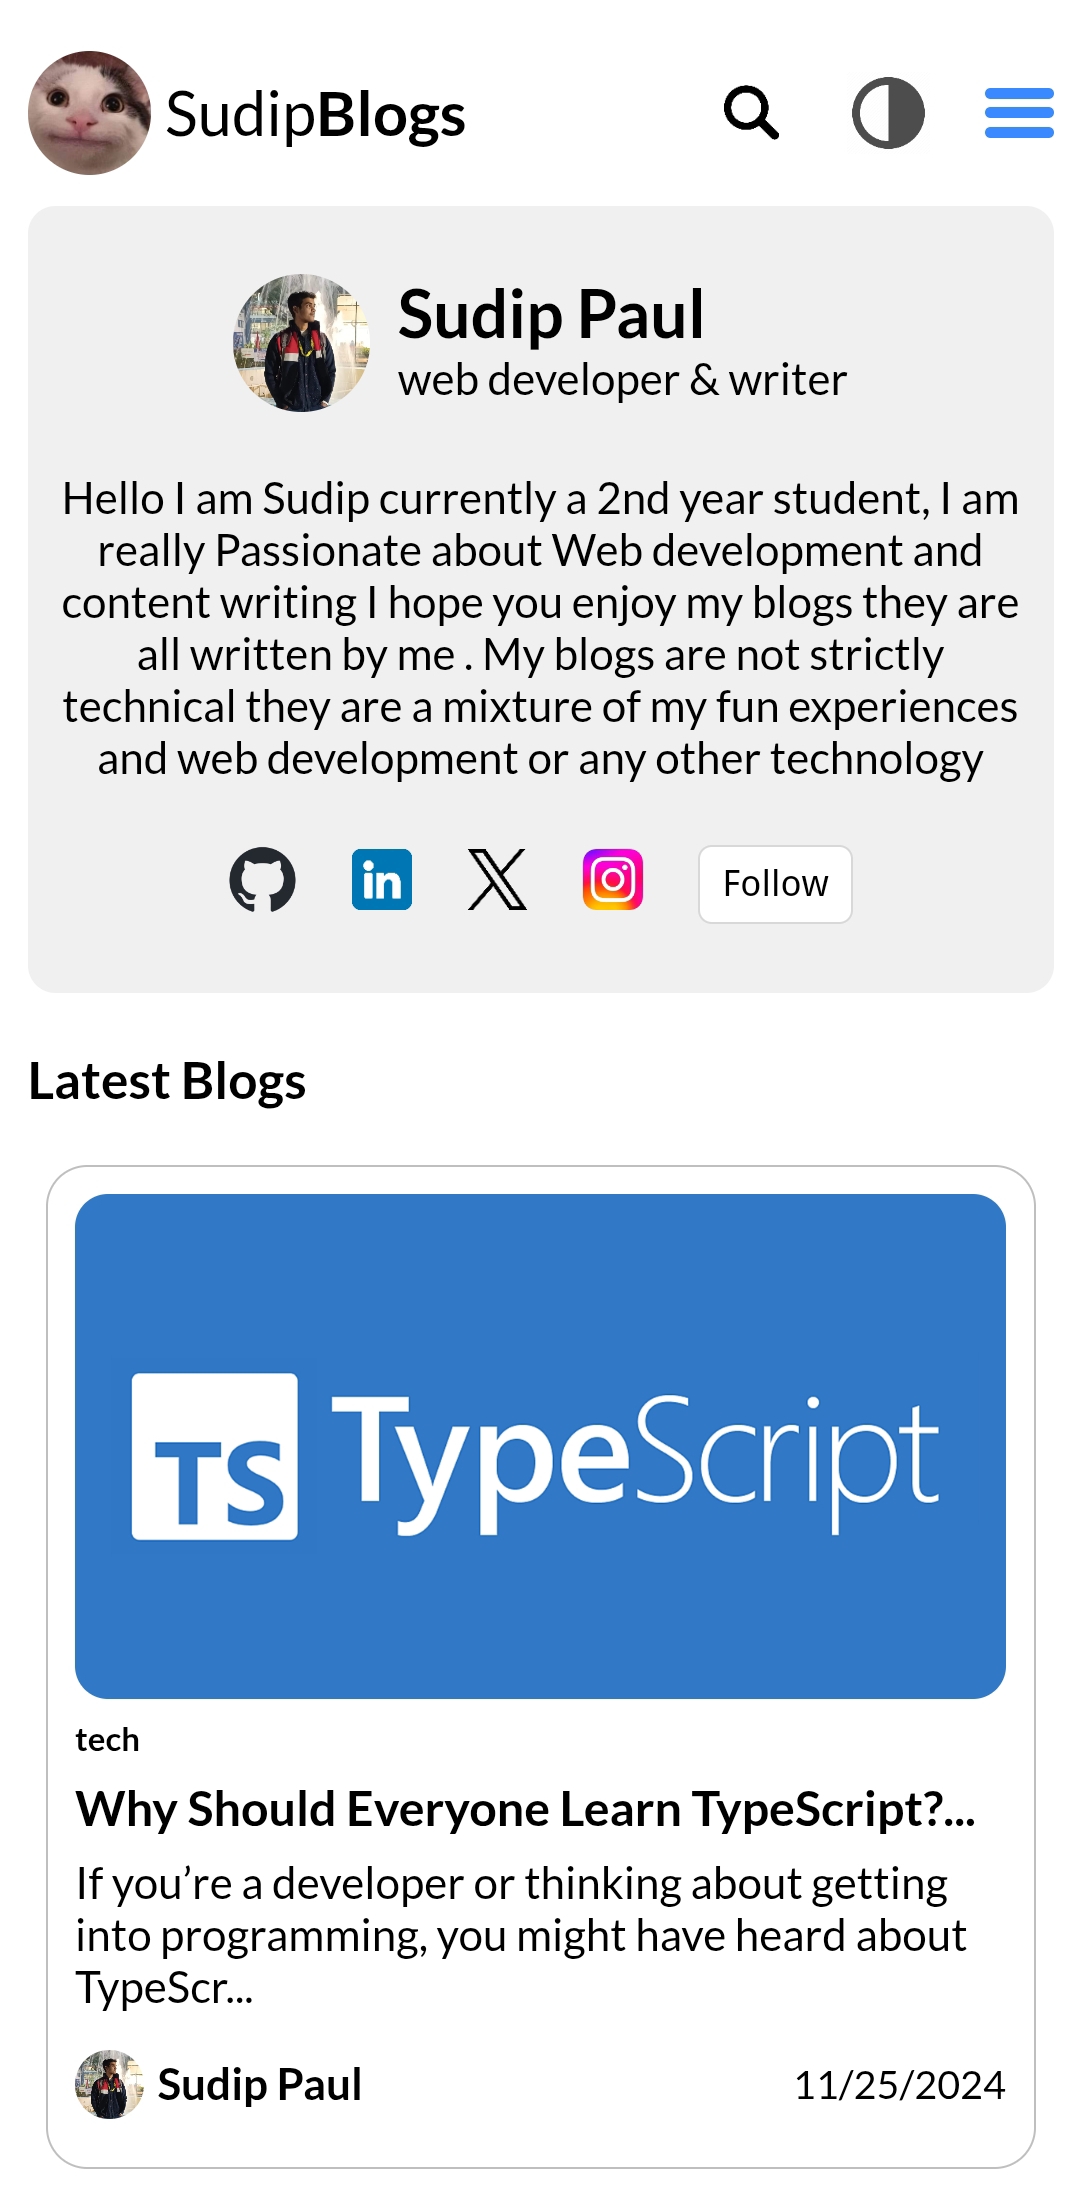 SudipBlogs
Sudip Paul
web developer & writer
Hello I am Sudip currently a 2nd year student, I am
really Passionate about Web development and
content writing I hope you enjoy my blogs they are
all written by me . My blogs are not strictly
technical they are a mixture of my fun experiences
and web development or any other technology
in
Follow
Latest Blogs
TS TypeScript
tech
Why Should Everyone Learn TypeScript?...
If you’re a developer or thinking about getting
into programming, you might have heard about
TypeScr...
Sudip Paul 11/25/2024